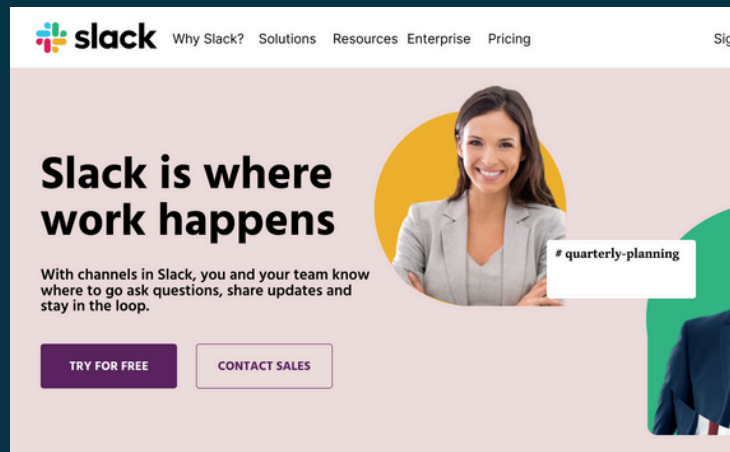 slack Why Slack? Solutions Resources Enterprise Pricing
Slack is where
work happens
# quarterly-planning
With channels in Slack, you and your team know
where to go ask questions, share updates and
stay in the loop.
TRY FOR FREE CONTACT SALES